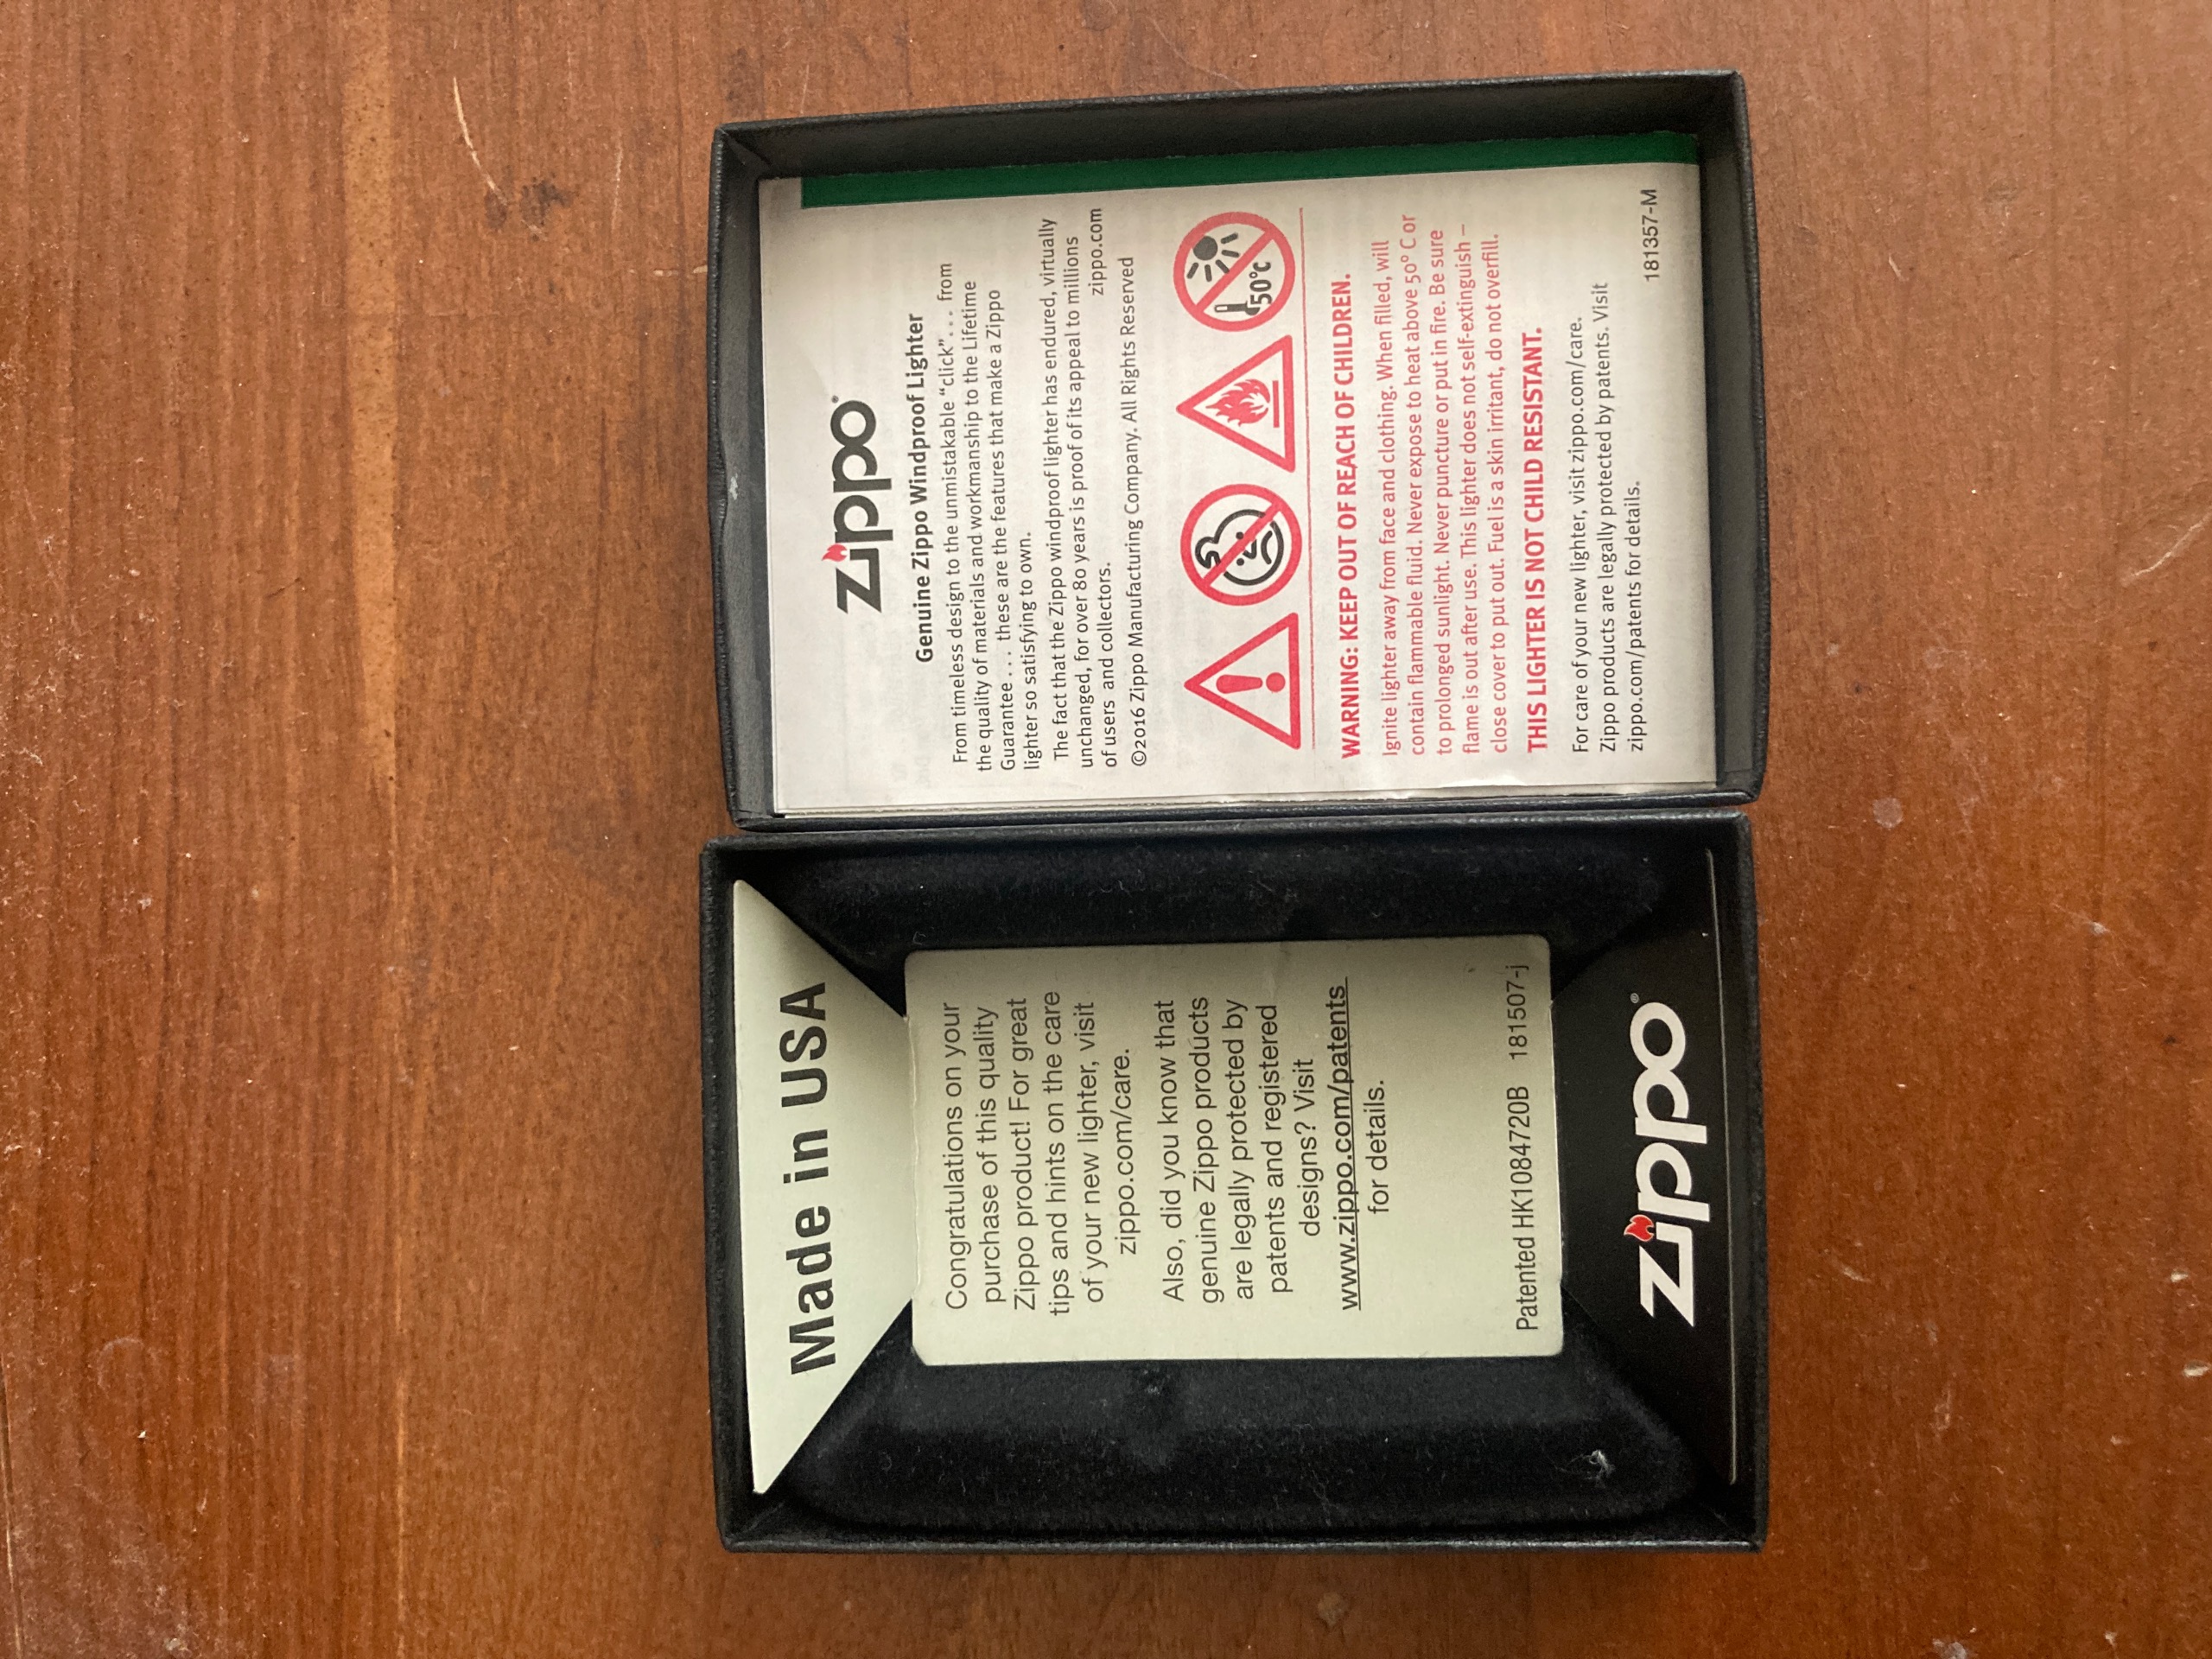 Zippo®
Genuine Zippo Windproof Lighter
From timeless design to the unmistakable “click”. . . from
the quality of materials and workmanship to the Lifetime
Guarantee . . . these are the features that make a Zippo
lighter so satisfying to own.
The fact that the Zippo windproof lighter has endured, virtually
unchanged, for over 80 years is proof of its appeal to millions
of users and collectors.
zippo.com
©2016 Zippo Manufacturing Company. All Rights Reserved
50°C
WARNING: KEEP OUT OF REACH OF CHILDREN.
Ignite lighter away from face and clothing. When filled, will
contain flammable fluid. Never expose to heat above 50° C or
to prolonged sunlight. Never puncture or put in fire. Be sure
flame is out after use. This lighter does not self-extinguish –
close cover to put out. Fuel is a skin irritant, do not overfill.
THIS LIGHTER IS NOT CHILD RESISTANT.
For care of your new lighter, visit zippo.com/care.
Zippo products are legally protected by patents. Visit
zippo.com/patents for details.
181357-M
Made in USA
Congratulations on your
purchase of this quality
Zippo product! For great
tips and hints on the care
of your new lighter, visit
zippo.com/care.
Also, did you know that
genuine Zippo products
are legally protected by
patents and registered
designs? Visit
www.zippo.com/patents
for details.
Patented HK1084720B 181507-j
Zippo®